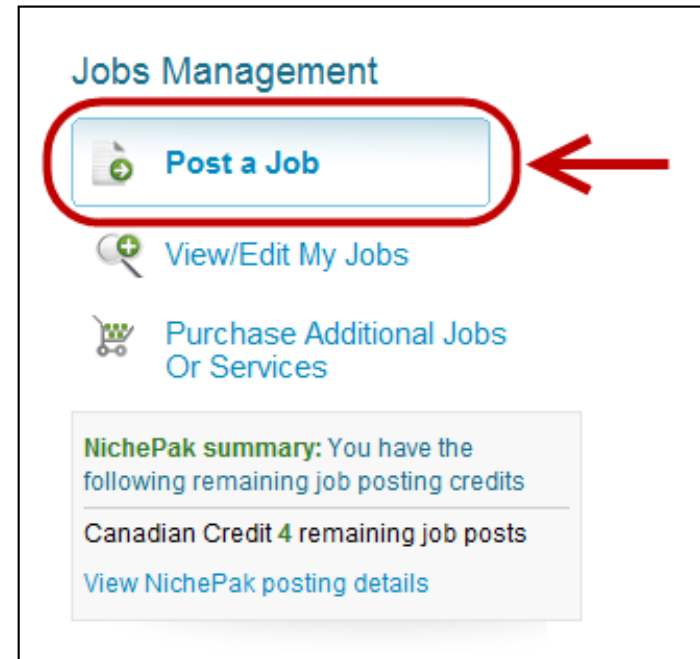 Jobs Management
Post a Job
View/Edit My Jobs
Purchase Additional Jobs
Or Services
NichePak summary: You have the
following remaining job posting credits
Canadian Credit 4 remaining job posts
View NichePak posting details